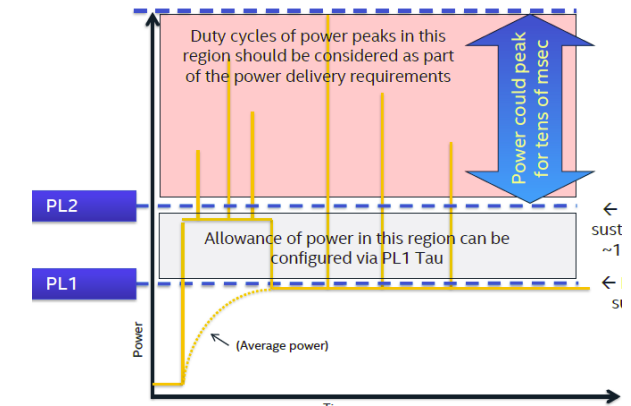 Duty cycles of power peaks in this
region should be considered as part
of the power delivery requirements
Power could peak
for tens of msec
PL2
Allowance of power in this region can be
configured via PL1 Tau
PL1
Power
(Average power)